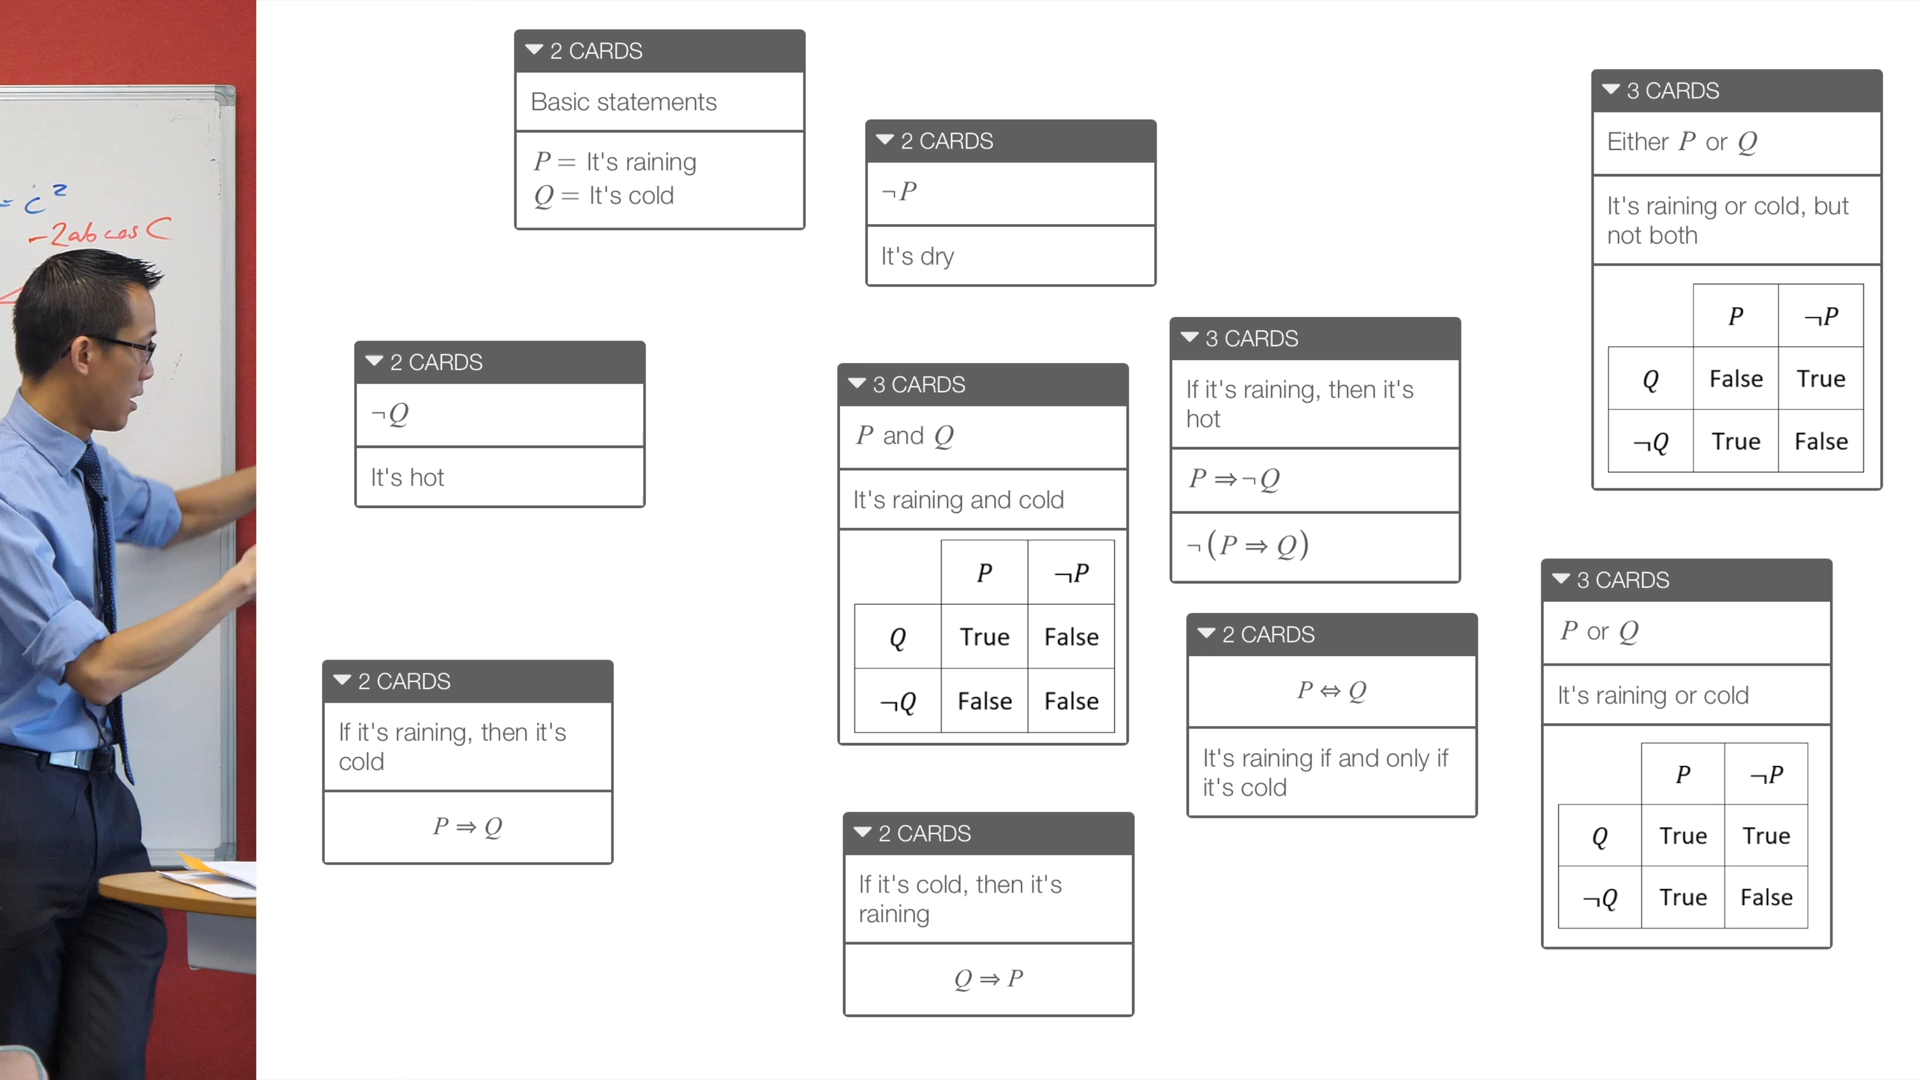 = c²
-2ab cos C
2 CARDS
Basic statements
P = It's raining
Q = It's cold
2 CARDS
¬P
It's dry
3 CARDS
Either P or Q
It's raining or cold, but
not both
P ¬P
Q False True
¬Q True False
2 CARDS
¬Q
It's hot
3 CARDS
P and Q
It's raining and cold
P ¬P
Q True False
¬Q False False
3 CARDS
If it's raining, then it's
hot
P ⇒ ¬Q
¬(P ⇒ Q)
2 CARDS
P ⇔ Q
It's raining if and only if
it's cold
3 CARDS
P or Q
It's raining or cold
P ¬P
Q True True
¬Q True False
2 CARDS
If it's raining, then it's
cold
P ⇒ Q
2 CARDS
If it's cold, then it's
raining
Q ⇒ P